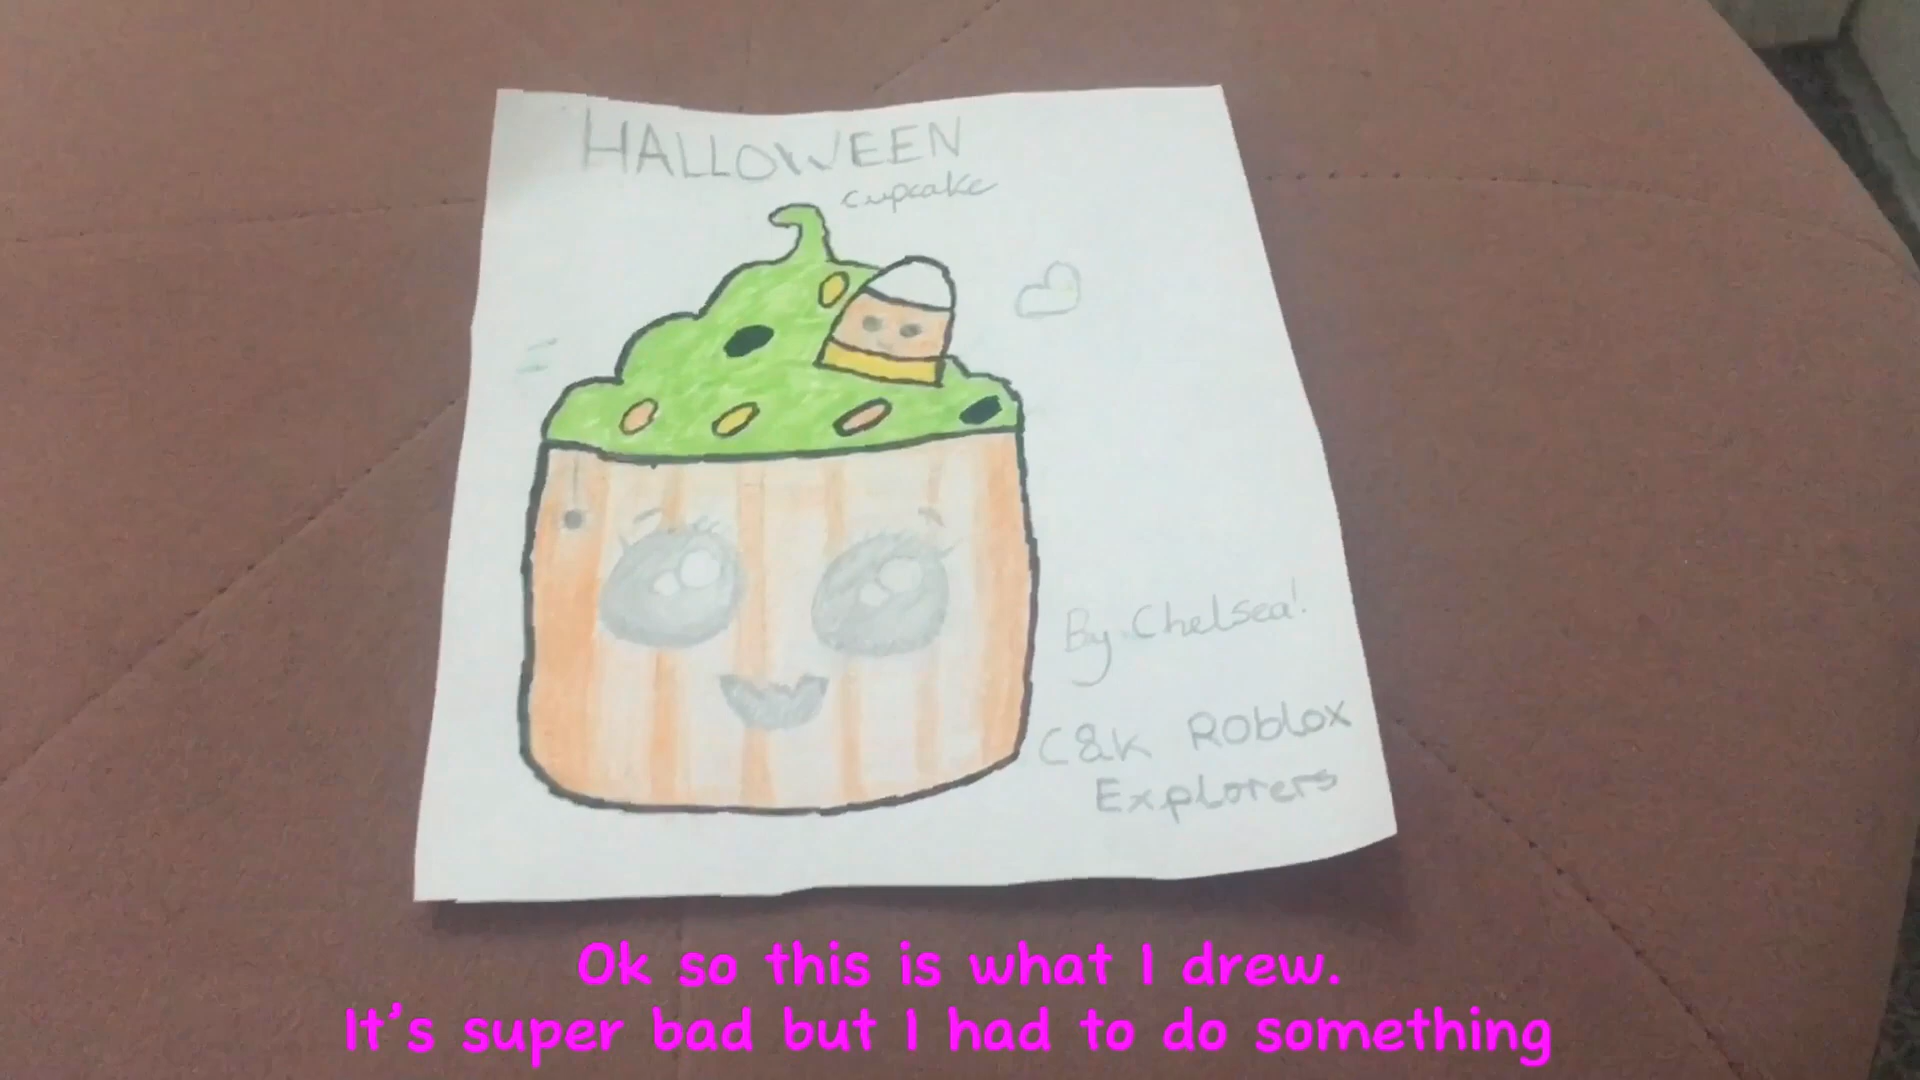 HALLOWEEN
cupcake
By Chelsea!
C&K Roblox
Explorers
Ok so this is what I drew.
It's super bad but I had to do something